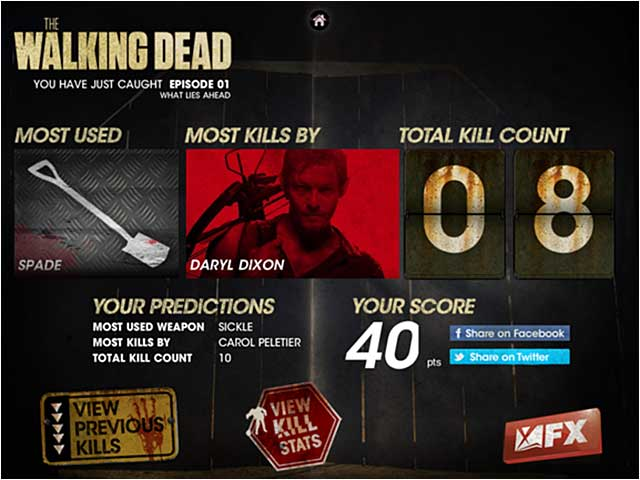 THE
WALKING DEAD
YOU HAVE JUST CAUGHT EPISODE 01
WHAT LIES AHEAD
MOST USED
MOST KILLS BY
TOTAL KILL COUNT
SPADE
DARYL DIXON
08
YOUR PREDICTIONS
MOST USED WEAPON SICKLE
MOST KILLS BY CAROL PELETIER
TOTAL KILL COUNT 10
YOUR SCORE
40 pts
f Share on Facebook
Share on Twitter
VIEW
PREVIOUS
KILLS
VIEW
KILL
STATS
FX